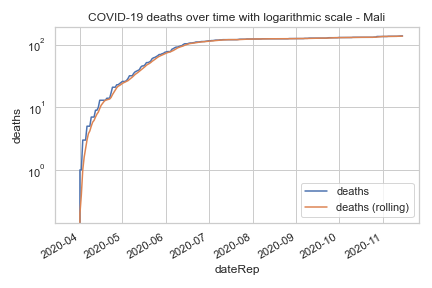 COVID-19 deaths over time with logarithmic scale - Mali
deaths
10²
10¹
10⁰
deaths
deaths (rolling)
2020-04
2020-05
2020-06
2020-07
2020-08
2020-09
2020-10
2020-11
dateRep